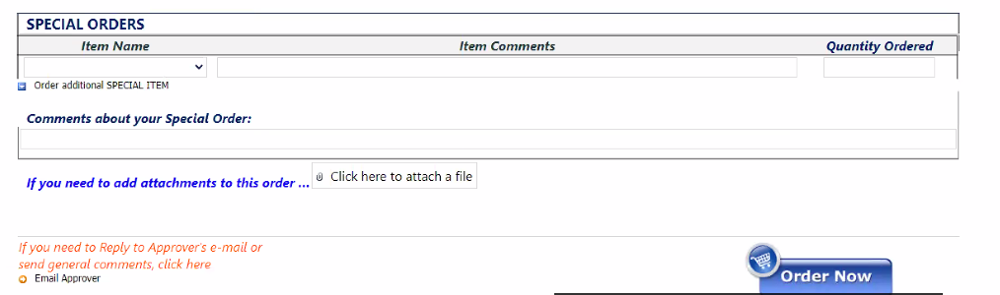 SPECIAL ORDERS
Item Name Item Comments Quantity Ordered
Order additional SPECIAL ITEM
Comments about your Special Order:
If you need to add attachments to this order ... Click here to attach a file
If you need to Reply to Approver's e-mail or
send general comments, click here
Email Approver
Order Now